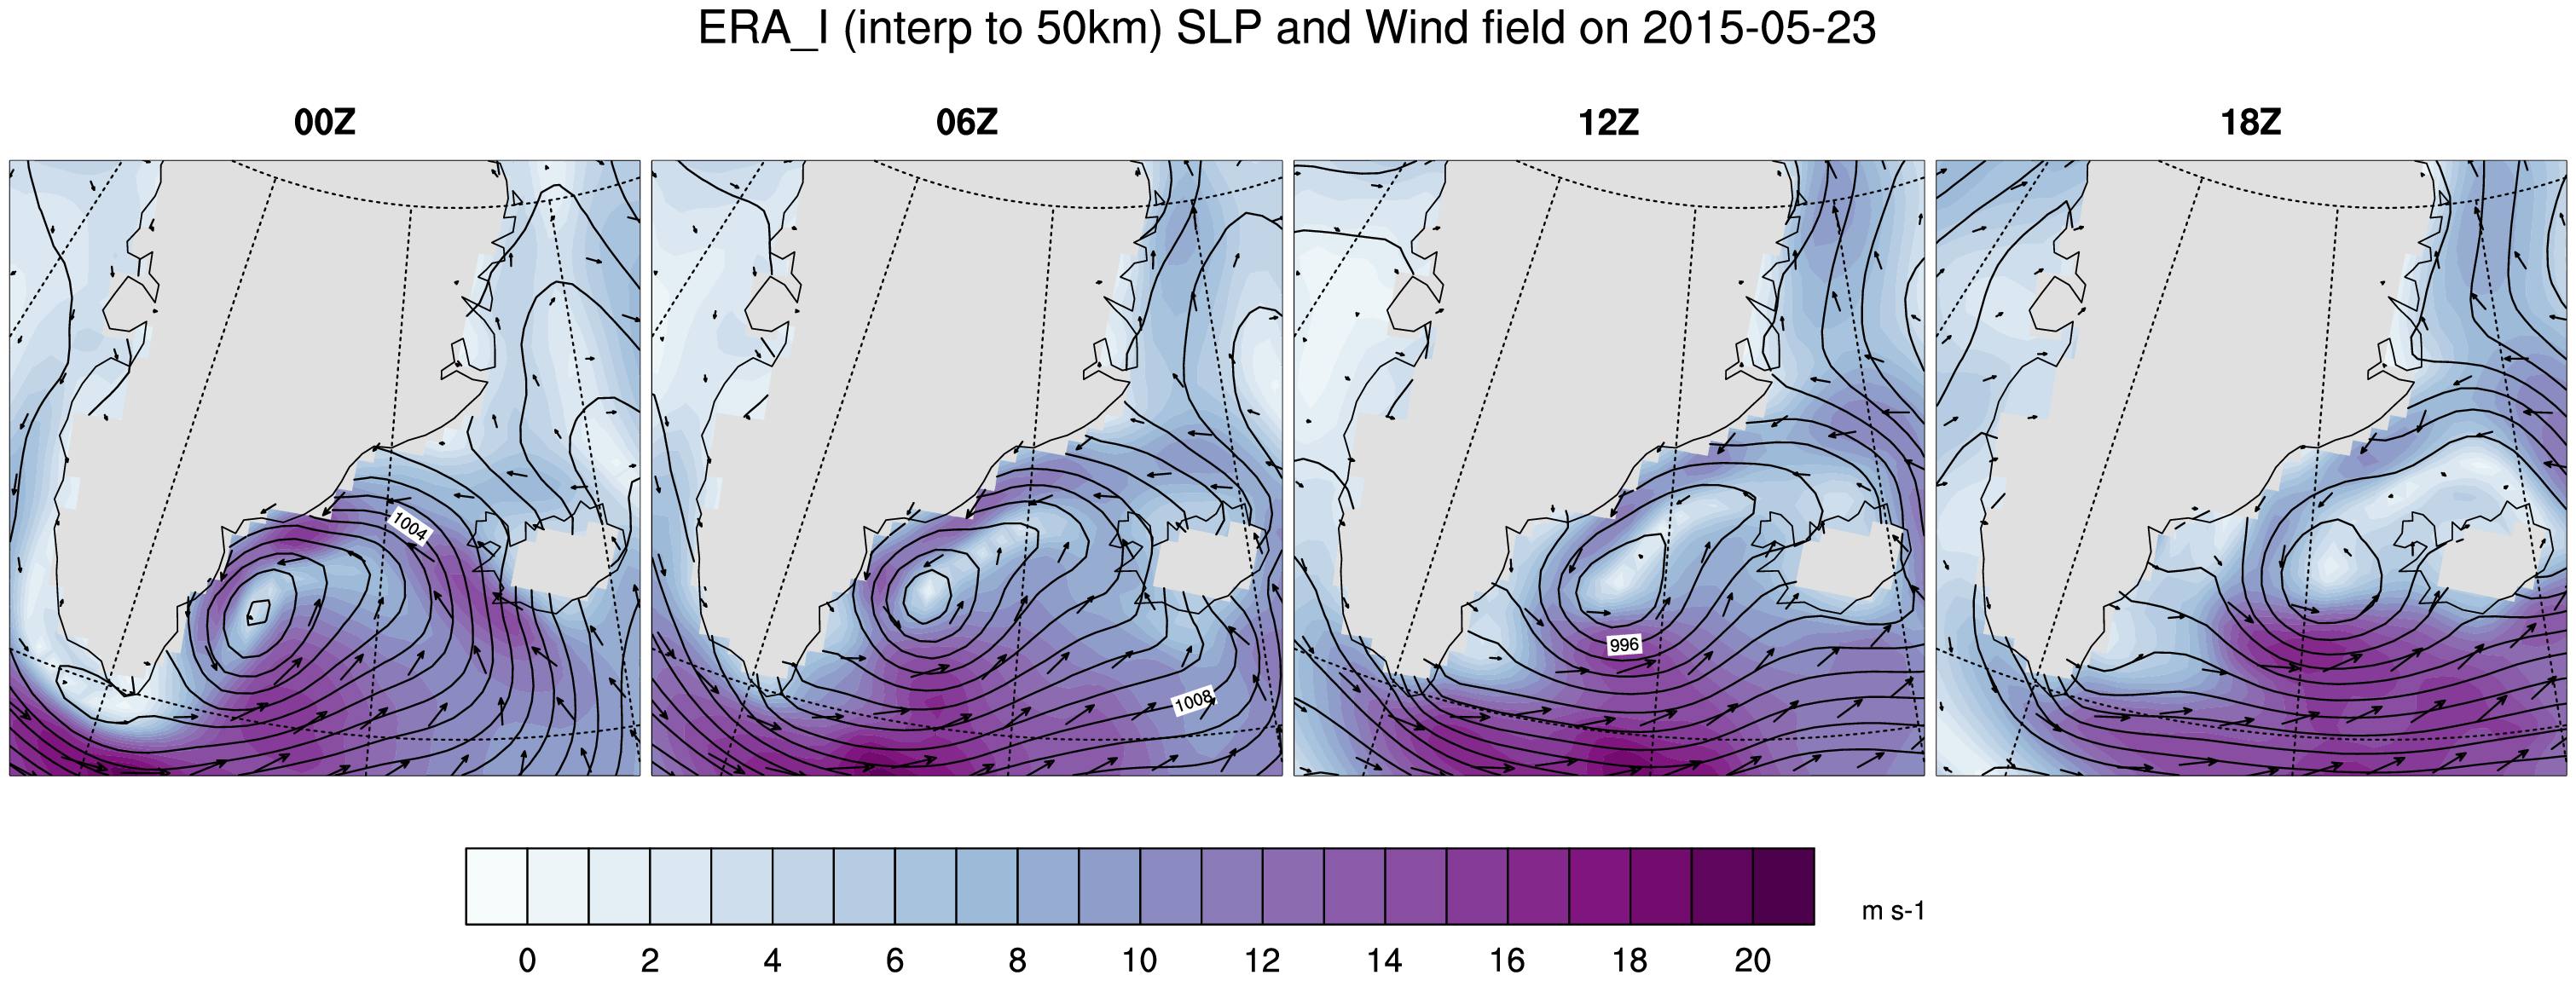 ERA_I (interp to 50km) SLP and Wind field on 2015-05-23
00Z 06Z 12Z 18Z
1004
996
1008
m s-1
0 2 4 6 8 10 12 14 16 18 20